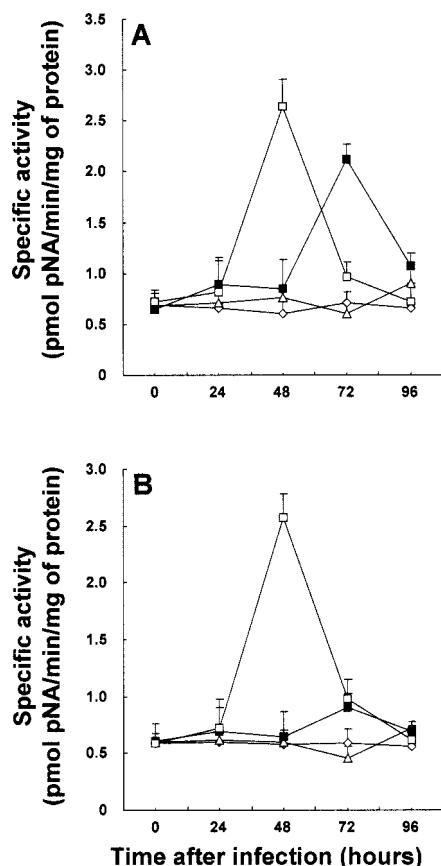 A
Specific activity
(pmol pNA/min/mg of protein)
3.5
3.0
2.5
2.0
1.5
1.0
0.5
0
0 24 48 72 96
B
Specific activity
(pmol pNA/min/mg of protein)
3.0
2.5
2.0
1.5
1.0
0.5
0
0 24 48 72 96
Time after infection (hours)